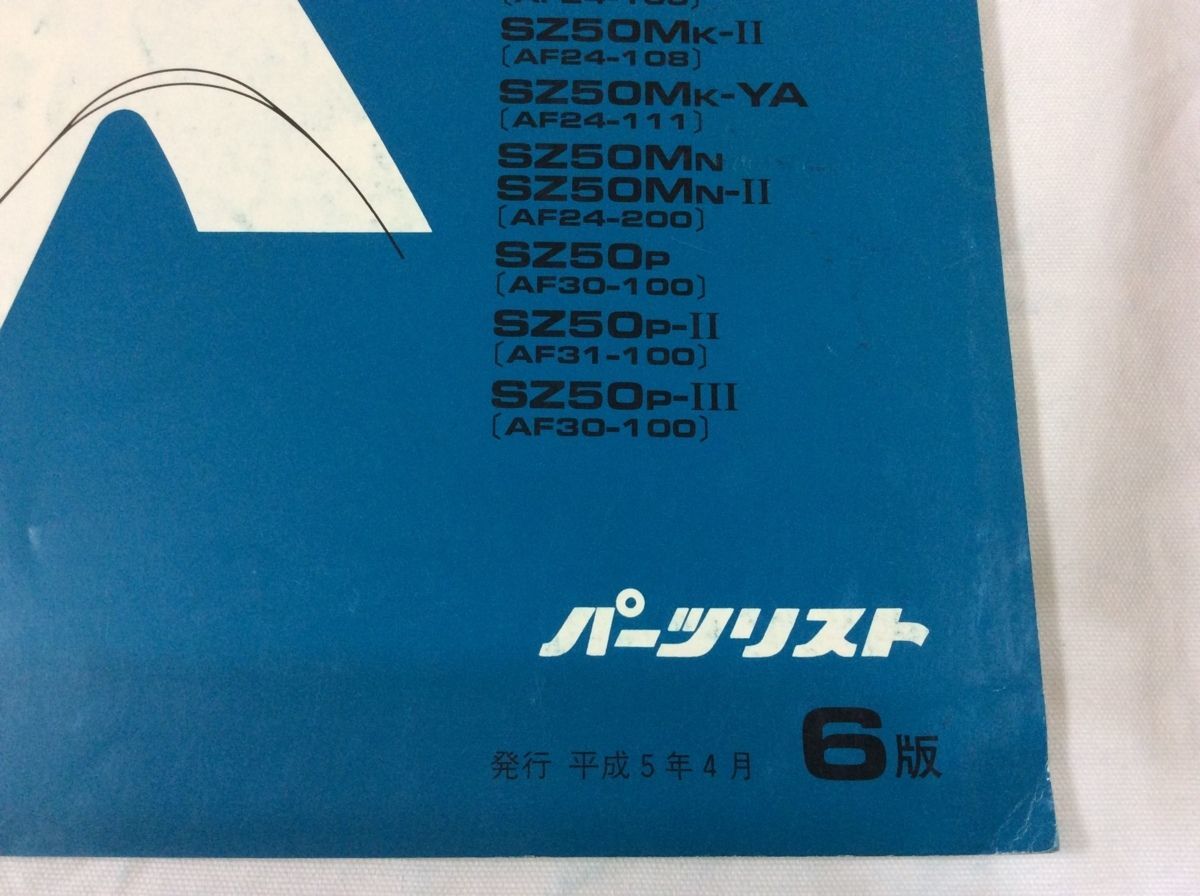 SZ50MK-II
[AF24-108]
SZ50MK-YA
[AF24-111]
SZ50MN
SZ50MN-II
[AF24-200]
SZ50P
[AF30-100]
SZ50P-II
[AF31-100]
SZ50P-III
[AF30-100]
パーツリスト
発行 平成5年4月 6版